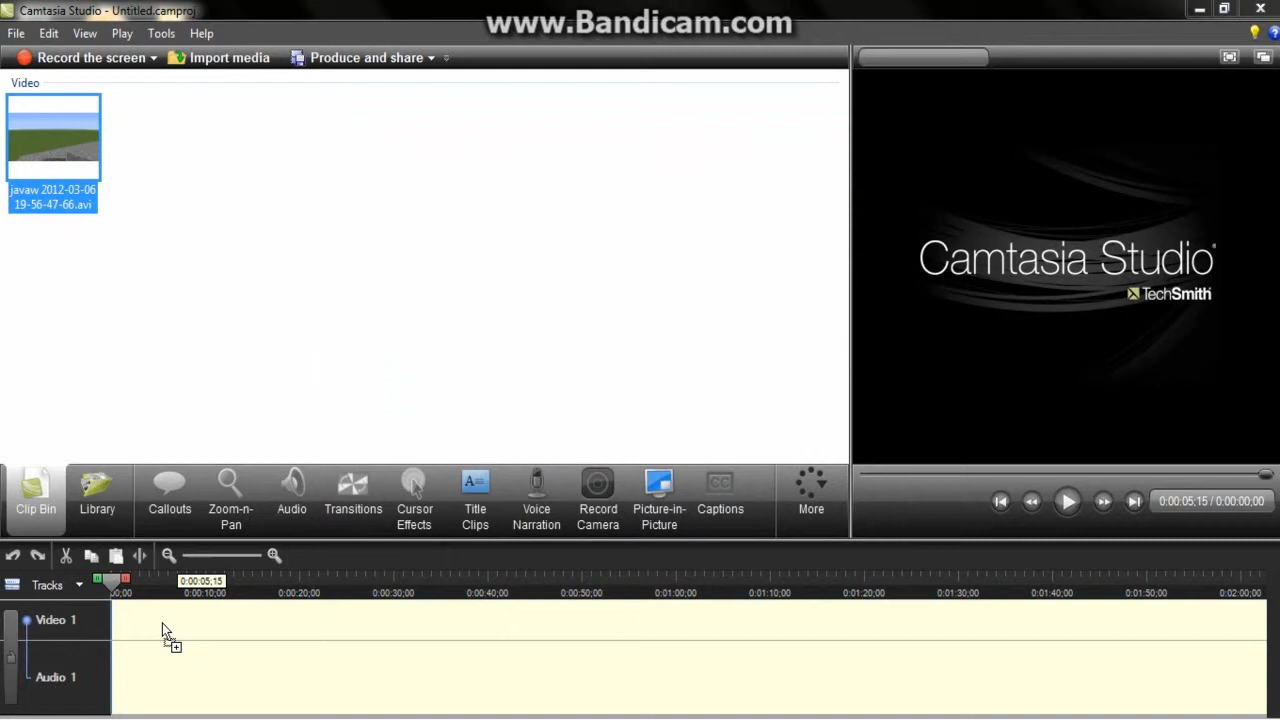 Camtasia Studio - Untitled.camproj
www.Bandicam.com
File Edit View Play Tools Help
Record the screen Import media Produce and share
Video
javaw 2012-03-06
19-56-47-66.avi
Camtasia Studio®
TechSmith
Clip Bin
Library
Callouts
Zoom-n-
Pan
Audio
Transitions
Cursor
Effects
A=
Title
Clips
Voice
Narration
Record
Camera
Picture-in-
Picture
CC
Captions
More
0:00:05;15 / 0:00:00;00
Tracks
0:00:05;15
00;00 0:00:10;00 0:00:20;00 0:00:30;00 0:00:40;00 0:00:50;00 0:01:00;00 0:01:10;00 0:01:20;00 0:01:30;00 0:01:40;00 0:01:50;00 0:02:00;00
Video 1
Audio 1